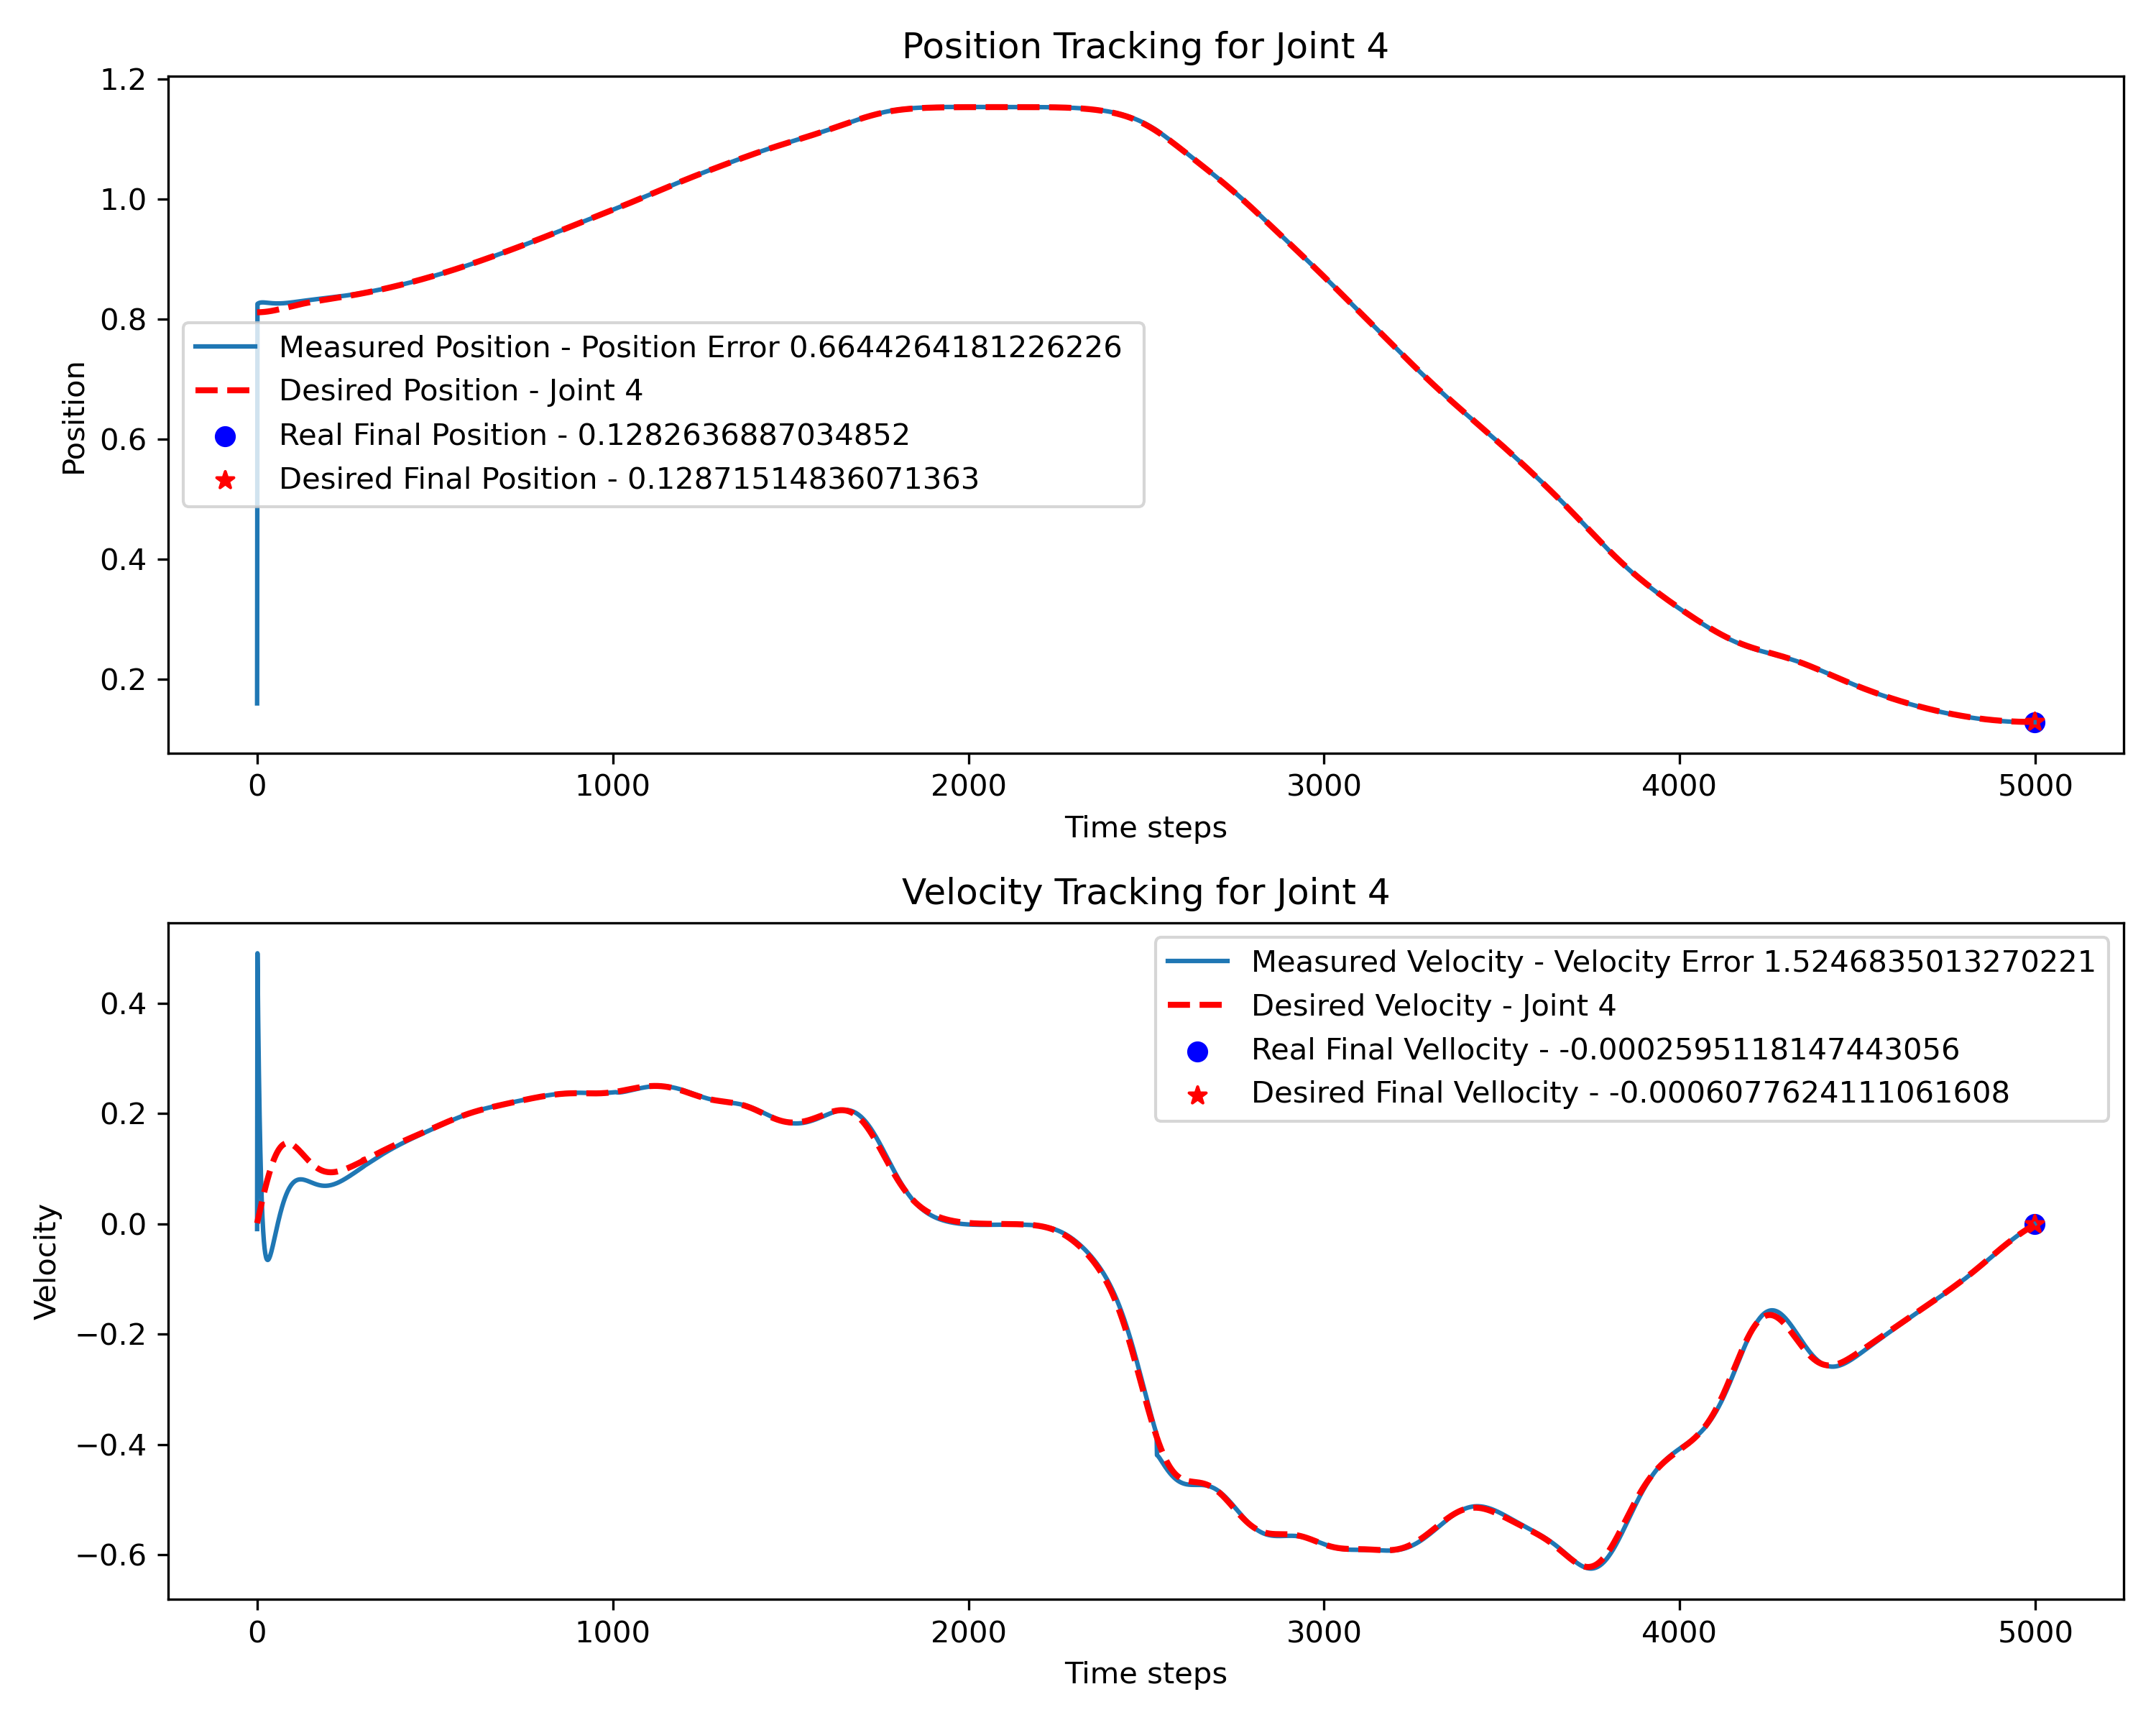 Position Tracking for Joint 4
1.2
1.0
0.8
0.6
0.4
0.2
Position
Measured Position - Position Error 0.6644264181226226
Desired Position - Joint 4
Real Final Position - 0.1282636887034852
Desired Final Position - 0.12871514836071363
0 1000 2000 3000 4000 5000
Time steps
Velocity Tracking for Joint 4
0.4
0.2
0.0
−0.2
−0.4
−0.6
Velocity
Measured Velocity - Velocity Error 1.5246835013270221
Desired Velocity - Joint 4
Real Final Vellocity - -0.0002595118147443056
Desired Final Vellocity - -0.00060777624111061608
0 1000 2000 3000 4000 5000
Time steps